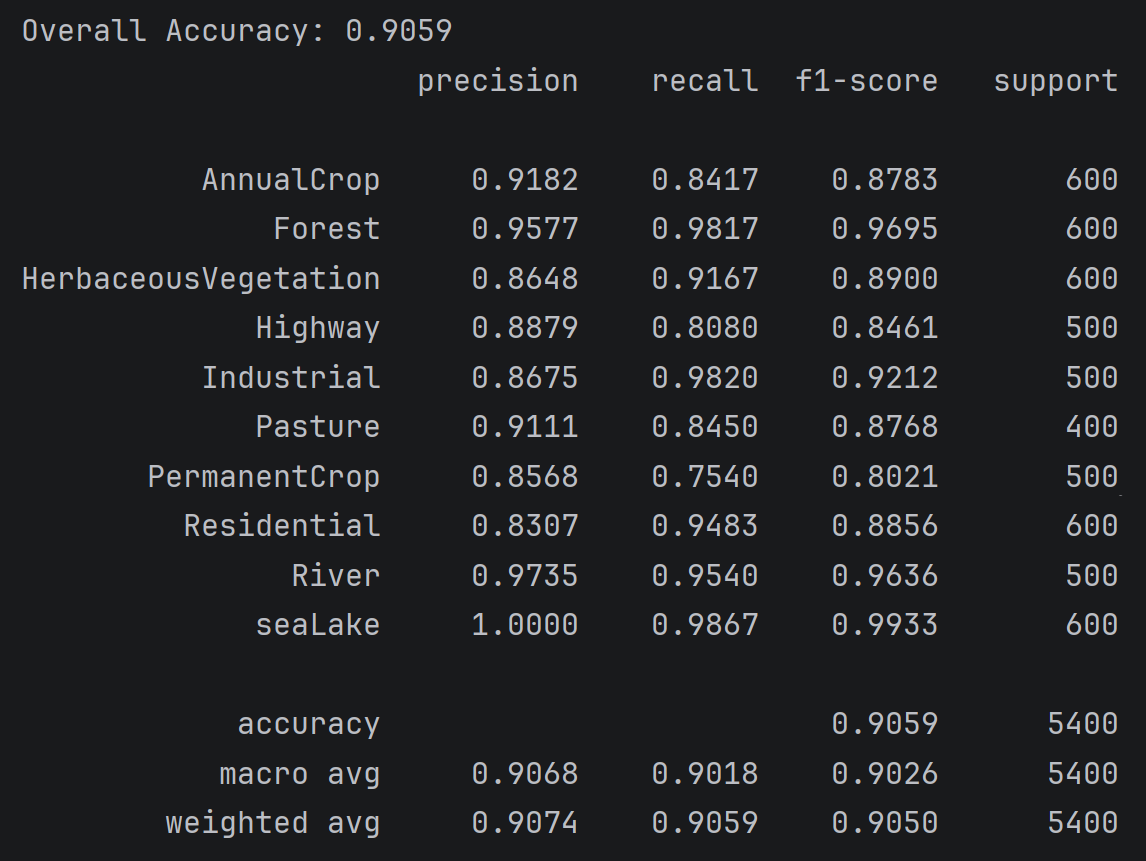 Overall Accuracy: 0.9059
precision recall f1-score support
AnnualCrop 0.9182 0.8417 0.8783 600
Forest 0.9577 0.9817 0.9695 600
HerbaceousVegetation 0.8648 0.9167 0.8900 600
Highway 0.8879 0.8080 0.8461 500
Industrial 0.8675 0.9820 0.9212 500
Pasture 0.9111 0.8450 0.8768 400
PermanentCrop 0.8568 0.7540 0.8021 500
Residential 0.8307 0.9483 0.8856 600
River 0.9735 0.9540 0.9636 500
seaLake 1.0000 0.9867 0.9933 600
accuracy 0.9059 5400
macro avg 0.9068 0.9018 0.9026 5400
weighted avg 0.9074 0.9059 0.9050 5400